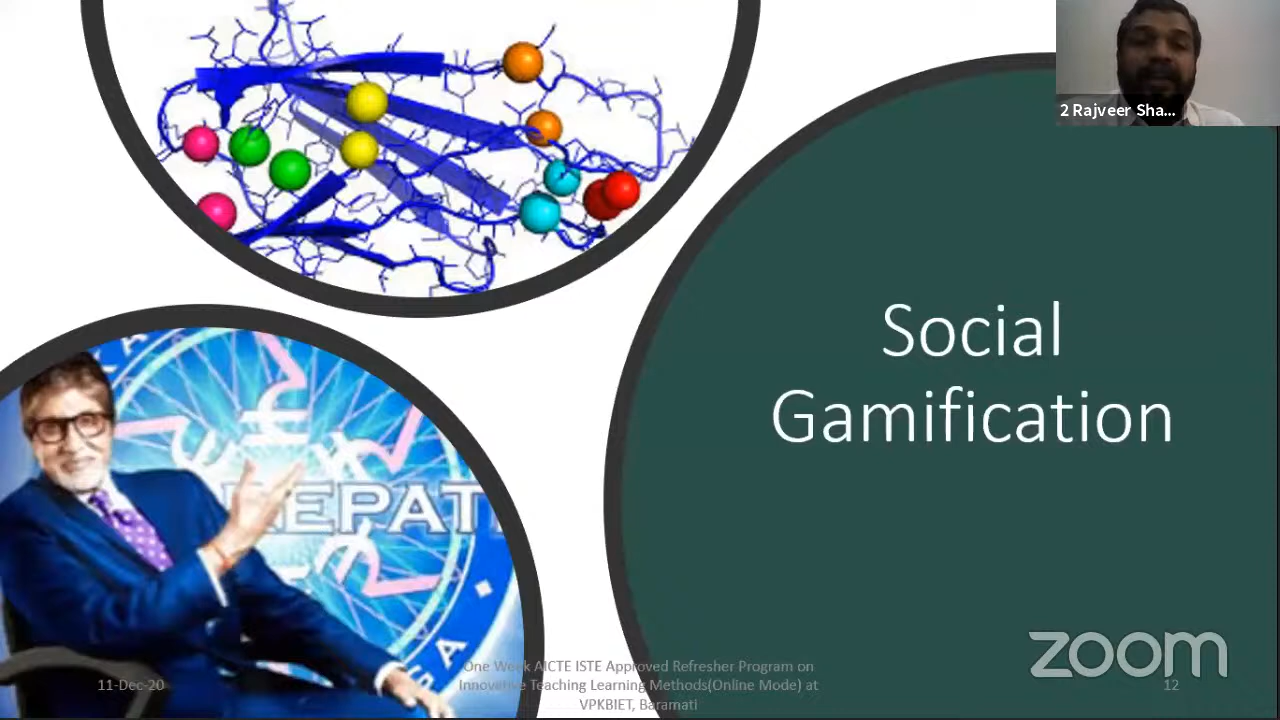 2 Rajveer Sha...
Social
Gamification
REPAT
zoom
One Week AICTE ISTE Approved Refresher Program on
11-Dec-20
Innovative Teaching Learning Methods(Online Mode) at
12
VPKBIET, Baramati